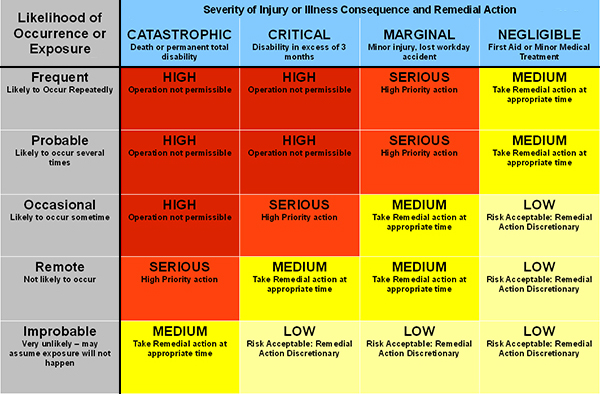 Likelihood of
Occurrence or
Exposure
Severity of Injury or Illness Consequence and Remedial Action
CATASTROPHIC
Death or permanent total
disability
CRITICAL
Disability in excess of 3
months
MARGINAL
Minor injury, lost workday
accident
NEGLIGIBLE
First Aid or Minor Medical
Treatment
Frequent
Likely to Occur Repeatedly
HIGH
Operation not permissible
HIGH
Operation not permissible
SERIOUS
High Priority action
MEDIUM
Take Remedial action at
appropriate time
Probable
Likely to occur several
times
HIGH
Operation not permissible
HIGH
Operation not permissible
SERIOUS
High Priority action
MEDIUM
Take Remedial action at
appropriate time
Occasional
Likely to occur sometime
HIGH
Operation not permissible
SERIOUS
High Priority action
MEDIUM
Take Remedial action at
appropriate time
LOW
Risk Acceptable: Remedial
Action Discretionary
Remote
Not likely to occur
SERIOUS
High Priority action
MEDIUM
Take Remedial action at
appropriate time
MEDIUM
Take Remedial action at
appropriate time
LOW
Risk Acceptable: Remedial
Action Discretionary
Improbable
Very unlikely – may
assume exposure will not
happen
MEDIUM
Take Remedial action at
appropriate time
LOW
Risk Acceptable: Remedial
Action Discretionary
LOW
Risk Acceptable: Remedial
Action Discretionary
LOW
Risk Acceptable: Remedial
Action Discretionary